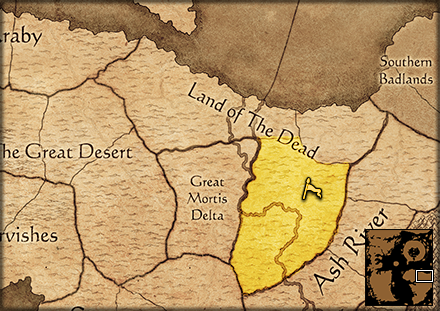 raby
Southern
Badlands
Land of The Dead
he Great Desert
Great
Mortis
Delta
Ash River
rvishes